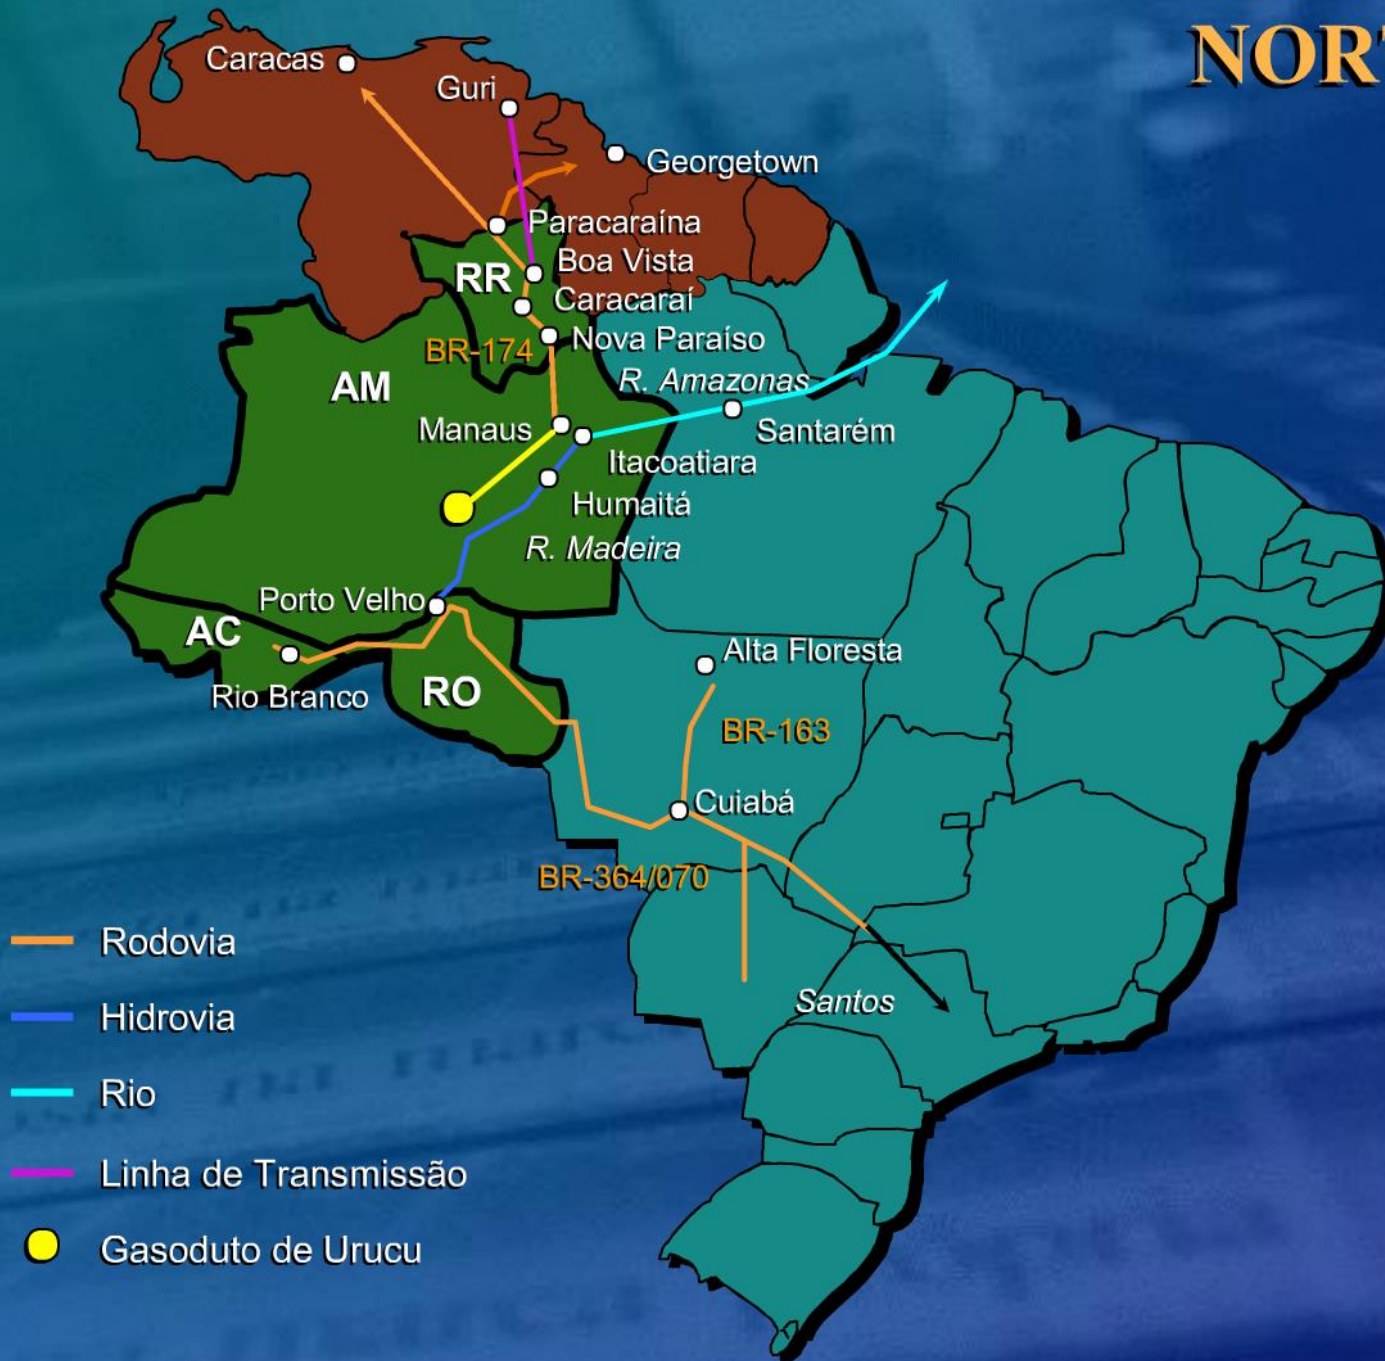 NORT
Caracas
Guri
Georgetown
Paracaraína
Boa Vista
RR
Caracaraí
Nova Paraíso
BR-174
AM
R. Amazonas
Manaus
Santarém
Itacoatiara
Humaitá
R. Madeira
Porto Velho
AC
Alta Floresta
Rio Branco
RO
BR-163
Cuiabá
BR-364/070
Santos
Rodovia
Hidrovia
Rio
Linha de Transmissão
Gasoduto de Urucu